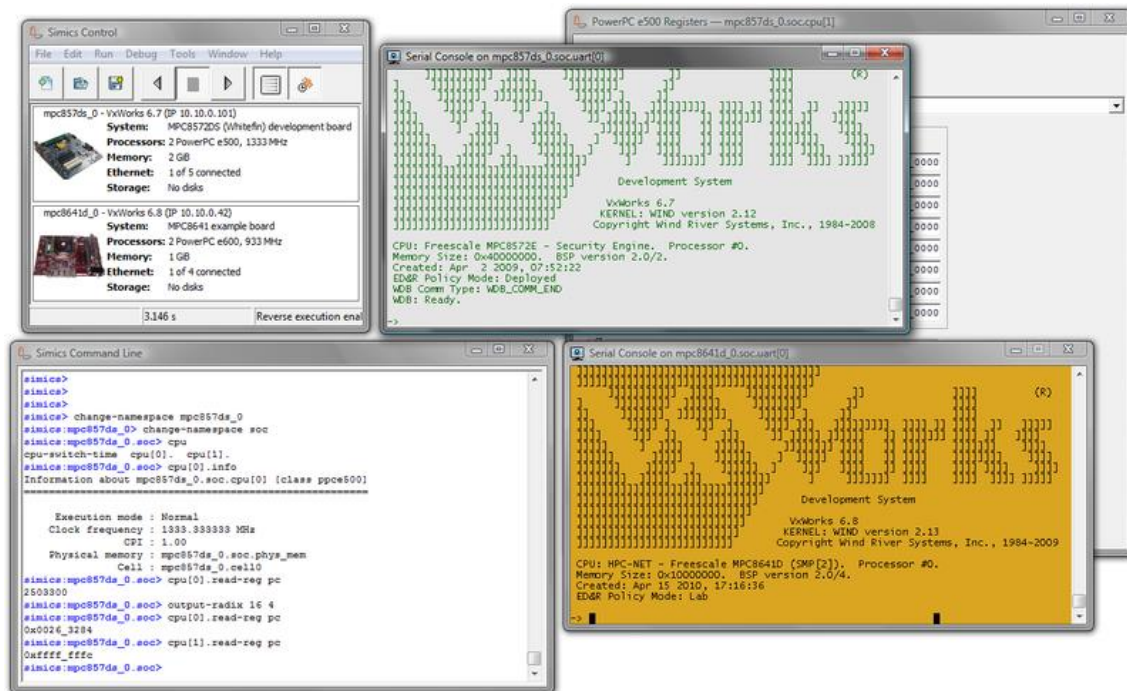 Simics Control
File Edit Run Debug Tools Window Help
mpc857ds_0 - VxWorks 6.7 (IP 10.10.0.101)
System: MPC8572DS (Whitefin) development board
Processors: 2 PowerPC e500, 1333 MHz
Memory: 2 GiB
Ethernet: 1 of 5 connected
Storage: No disks
mpc8641d_0 - VxWorks 6.8 (IP 10.10.0.42)
System: MPC8641 example board
Processors: 2 PowerPC e600, 933 MHz
Memory: 1 GiB
Ethernet: 1 of 4 connected
Storage: No disks
3.146 s Reverse execution enal
PowerPC e500 Registers — mpc857ds_0.soc.cpu[1]
_0000
_0000
_0000
_0000
_0000
_0000
_0000
_0000
Serial Console on mpc857ds_0.soc.uart[0]
VxWorks (R)
Development System
VxWorks 6.7
KERNEL: WIND version 2.12
Copyright Wind River Systems, Inc., 1984-2008
CPU: Freescale MPC8572E - Security Engine. Processor #0.
Memory Size: 0x40000000. BSP version 2.0/2.
Created: Apr 2 2009, 07:52:22
ED&R Policy Mode: Deployed
WDB Comm Type: WDB_COMM_END
WDB: Ready.
->
Simics Command Line
simics>
simics>
simics>
simics> change-namespace mpc857ds_0
simics:mpc857ds_0> change-namespace soc
simics:mpc857ds_0.soc> cpu
cpu-switch-time cpu[0]. cpu[1].
simics:mpc857ds_0.soc> cpu[0].info
Information about mpc857ds_0.soc.cpu[0] [class ppce500]
=====================================================
Execution mode : Normal
Clock frequency : 1333.333333 MHz
CPI : 1.00
Physical memory : mpc857ds_0.soc.phys_mem
Cell : mpc857ds_0.cell0
simics:mpc857ds_0.soc> cpu[0].read-reg pc
2503300
simics:mpc857ds_0.soc> output-radix 16 4
simics:mpc857ds_0.soc> cpu[0].read-reg pc
0x0026_3284
simics:mpc857ds_0.soc> cpu[1].read-reg pc
0xffff_fffc
simics:mpc857ds_0.soc>
Serial Console on mpc8641d_0.soc.uart[0]
VxWorks (R)
Development System
VxWorks 6.8
KERNEL: WIND version 2.13
Copyright Wind River Systems, Inc., 1984-2009
CPU: HPC-NET - Freescale MPC8641D (SMP[2]). Processor #0.
Memory Size: 0x10000000. BSP version 2.0/4.
Created: Apr 15 2010, 17:16:36
ED&R Policy Mode: Lab
->